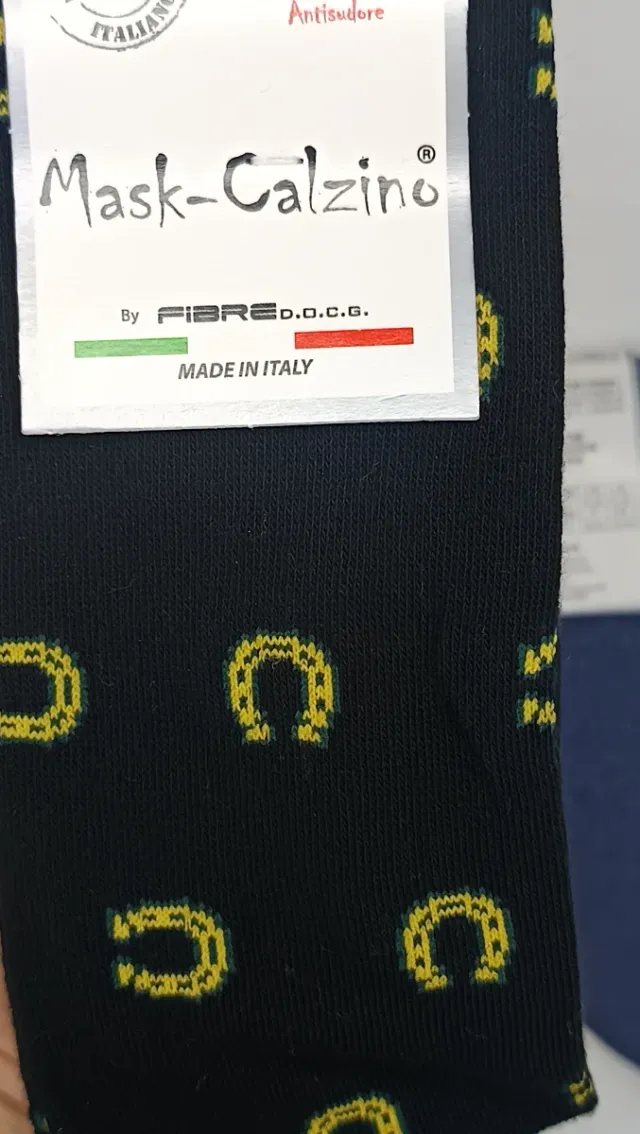 ITALIANO
Antisudore
Mask-Calzino®
By FIBRE D.O.C.G.
MADE IN ITALY